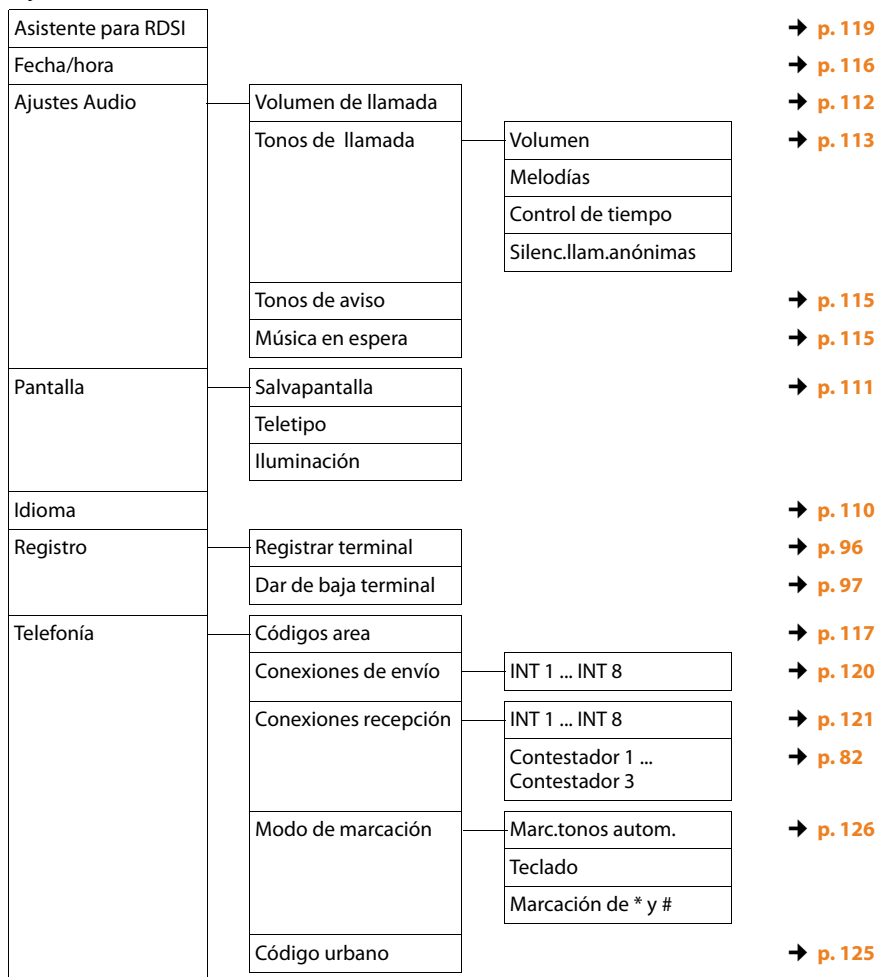 Asistente para RDSI ➜ p. 119
Fecha/hora ➜ p. 116
Ajustes Audio Volumen de llamada ➜ p. 112
Tonos de llamada Volumen ➜ p. 113
Melodías
Control de tiempo
Silenc.llam.anónimas
Tonos de aviso ➜ p. 115
Música en espera ➜ p. 115
Pantalla Salvapantalla ➜ p. 111
Teletipo
Iluminación
Idioma ➜ p. 110
Registro Registrar terminal ➜ p. 96
Dar de baja terminal ➜ p. 97
Telefonía Códigos area ➜ p. 117
Conexiones de envío INT 1 ... INT 8 ➜ p. 120
Conexiones recepción INT 1 ... INT 8 ➜ p. 121
Contestador 1 ... ➜ p. 82
Contestador 3
Modo de marcación Marc.tonos autom. ➜ p. 126
Teclado
Marcación de * y #
Código urbano ➜ p. 125